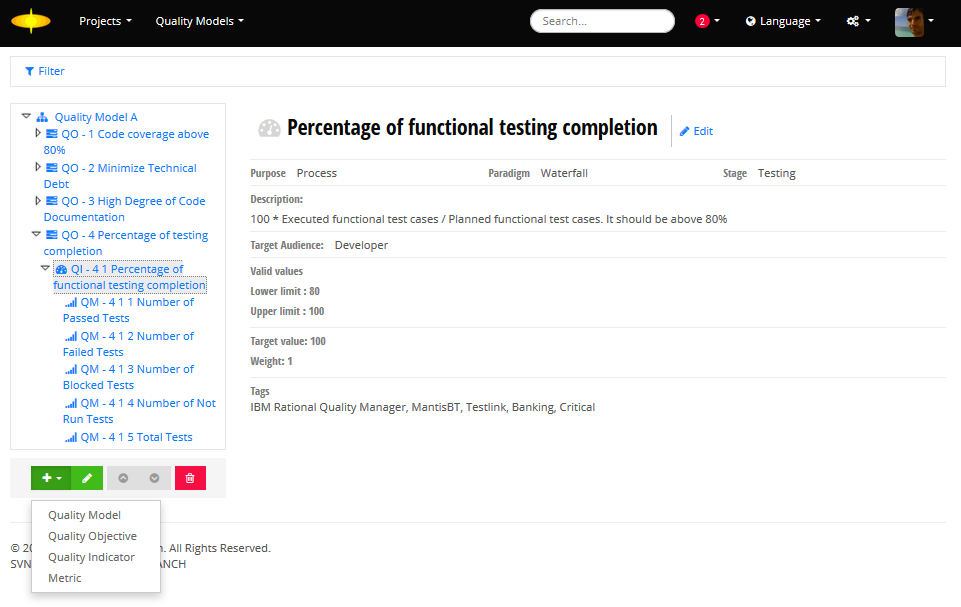 Projects
Quality Models
Search...
2
Language
Filter
Quality Model A
QO - 1 Code coverage above
80%
QO - 2 Minimize Technical
Debt
QO - 3 High Degree of Code
Documentation
QO - 4 Percentage of testing
completion
QI - 4 1 Percentage of
functional testing completion
QM - 4 1 1 Number of
Passed Tests
QM - 4 1 2 Number of
Failed Tests
QM - 4 1 3 Number of
Blocked Tests
QM - 4 1 4 Number of Not
Run Tests
QM - 4 1 5 Total Tests
Percentage of functional testing completion
Edit
Purpose Process Paradigm Waterfall Stage Testing
Description:
100 * Executed functional test cases / Planned functional test cases. It should be above 80%
Target Audience: Developer
Valid values
Lower limit : 80
Upper limit : 100
Target value: 100
Weight: 1
Tags
IBM Rational Quality Manager, MantisBT, Testlink, Banking, Critical
Quality Model
Quality Objective
Quality Indicator
Metric
© All Rights Reserved.
SVN